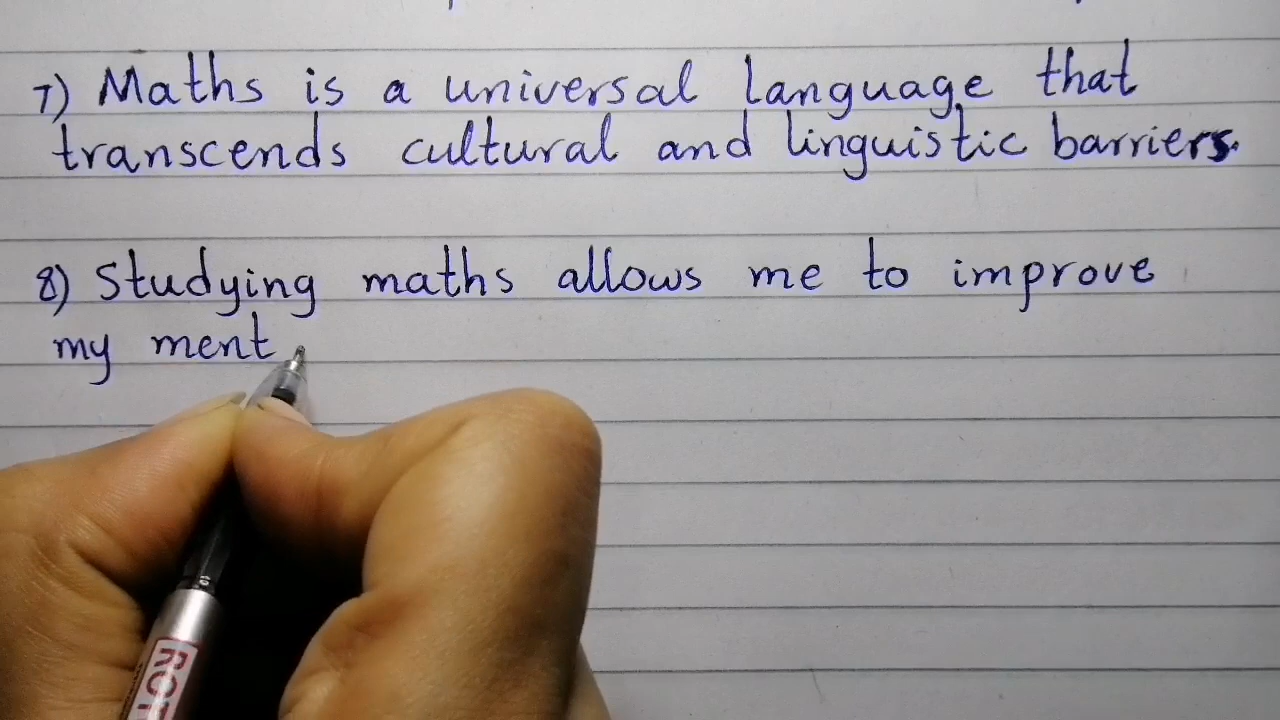 7) Maths is a universal language that
transcends cultural and linguistic barriers.
8) Studying maths allows me to improve
my ment
ROT